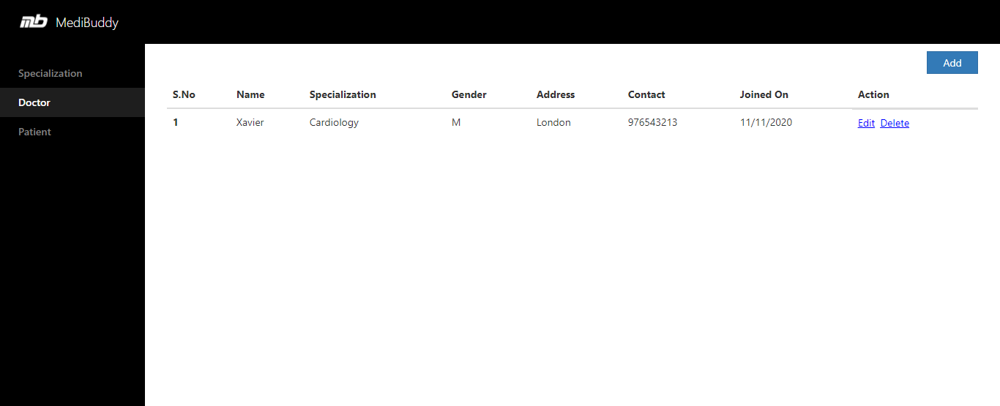 mb MediBuddy
Specialization
Doctor
Patient
Add
S.No Name Specialization Gender Address Contact Joined On Action
1 Xavier Cardiology M London 976543213 11/11/2020 Edit Delete